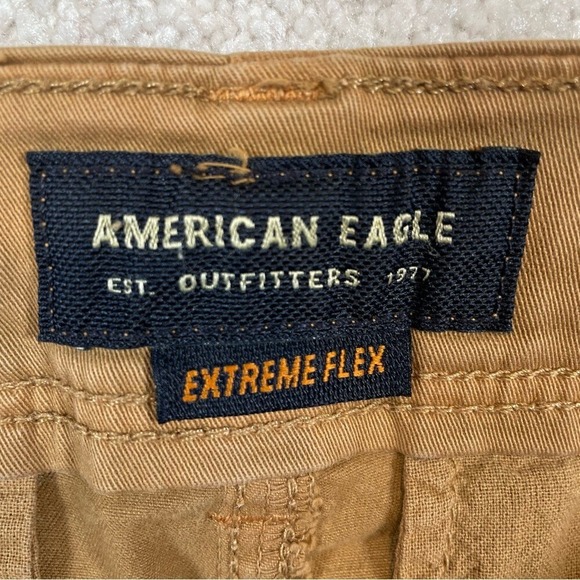 AMERICAN EAGLE
EST. OUTFITTERS 1977
EXTREME FLEX